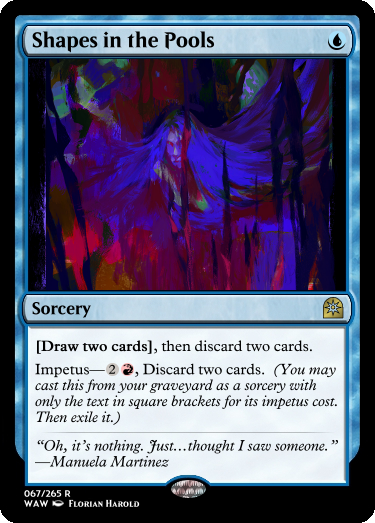 Shapes in the Pools
Sorcery
[Draw two cards], then discard two cards.
Impetus—2, Discard two cards. (You may
cast this from your graveyard as a sorcery with
only the text in square brackets for its impetus cost.
Then exile it.)
“Oh, it’s nothing. Just…thought I saw someone.”
—Manuela Martinez
067/265 R
WAW Florian Harold